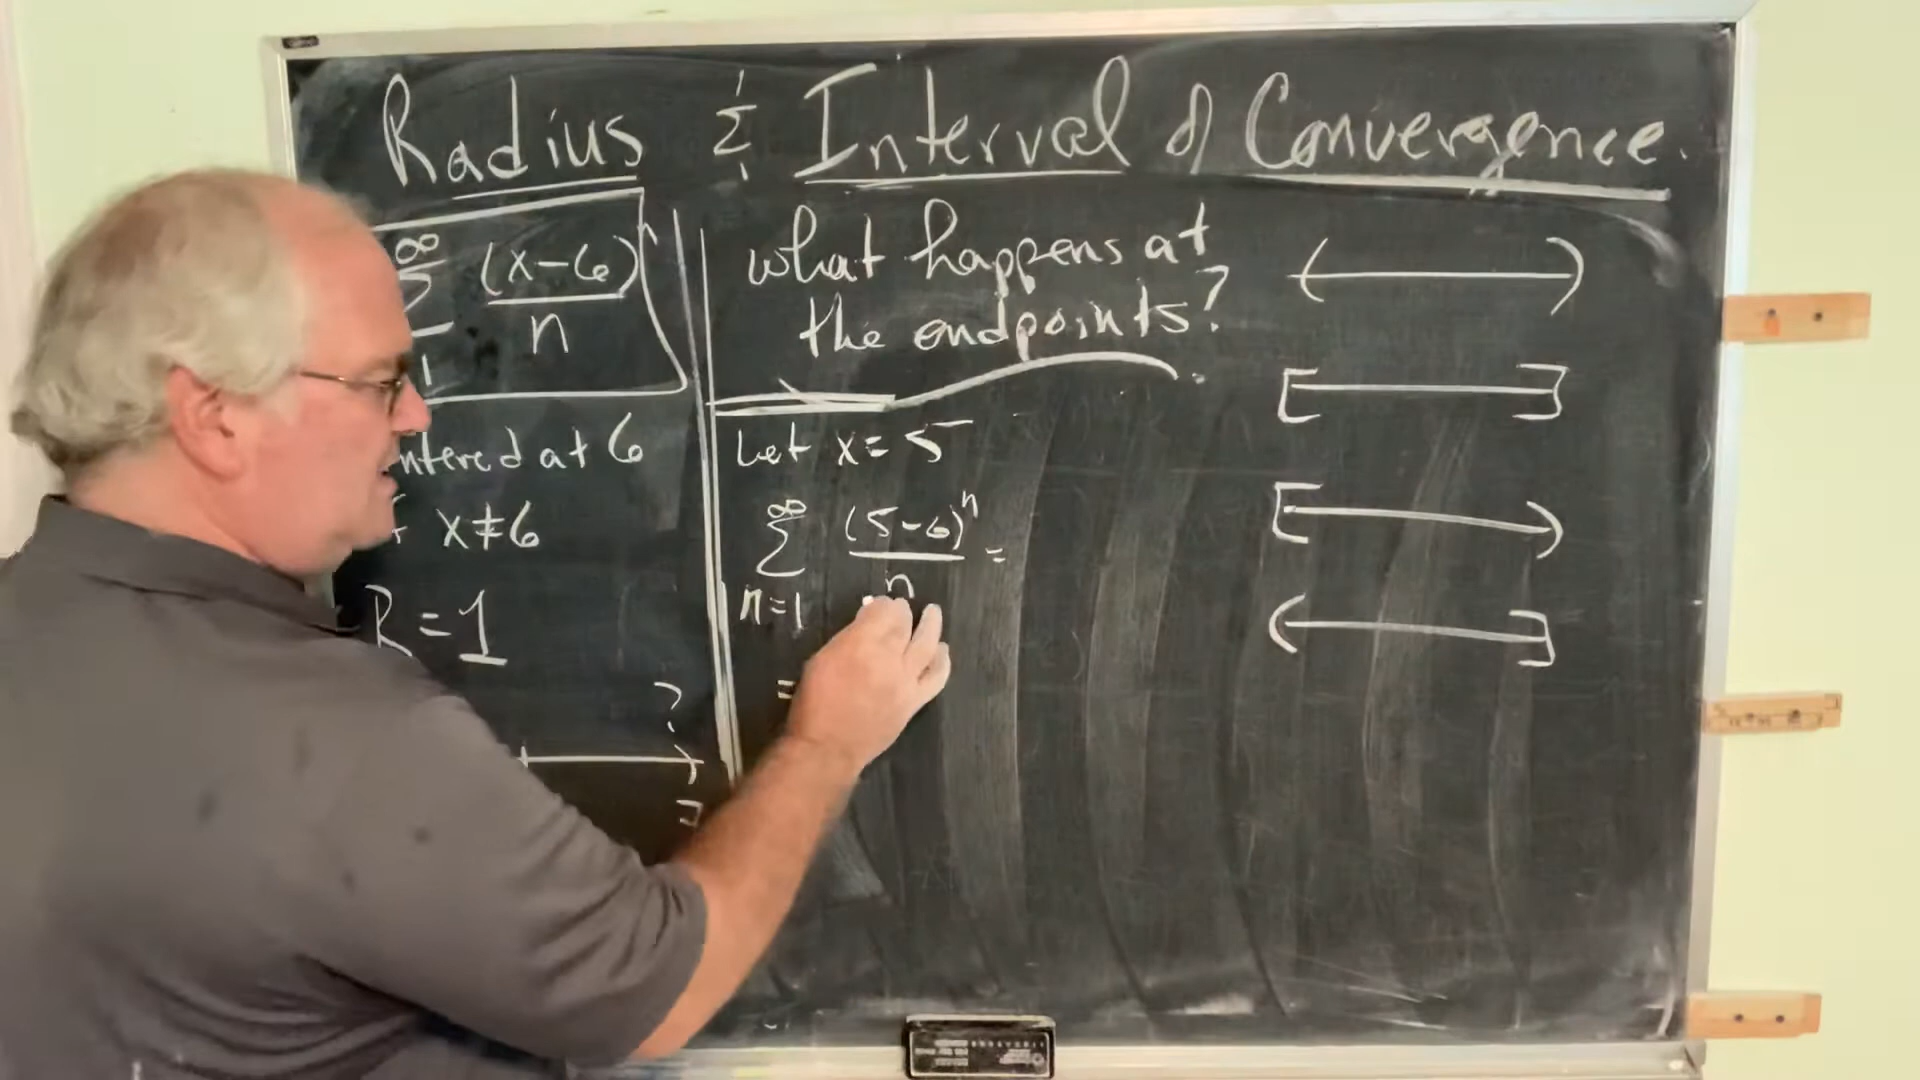 Radius & Interval of Convergence.
∞
Σ (x-6)
1 n
ntered at 6
x≠6
R = 1
?
]
What happens at
the endpoints?
Let x = 5
∞
Σ (5-6)^n / n =
n=1
=
( )
[ ]
[ )
( ]